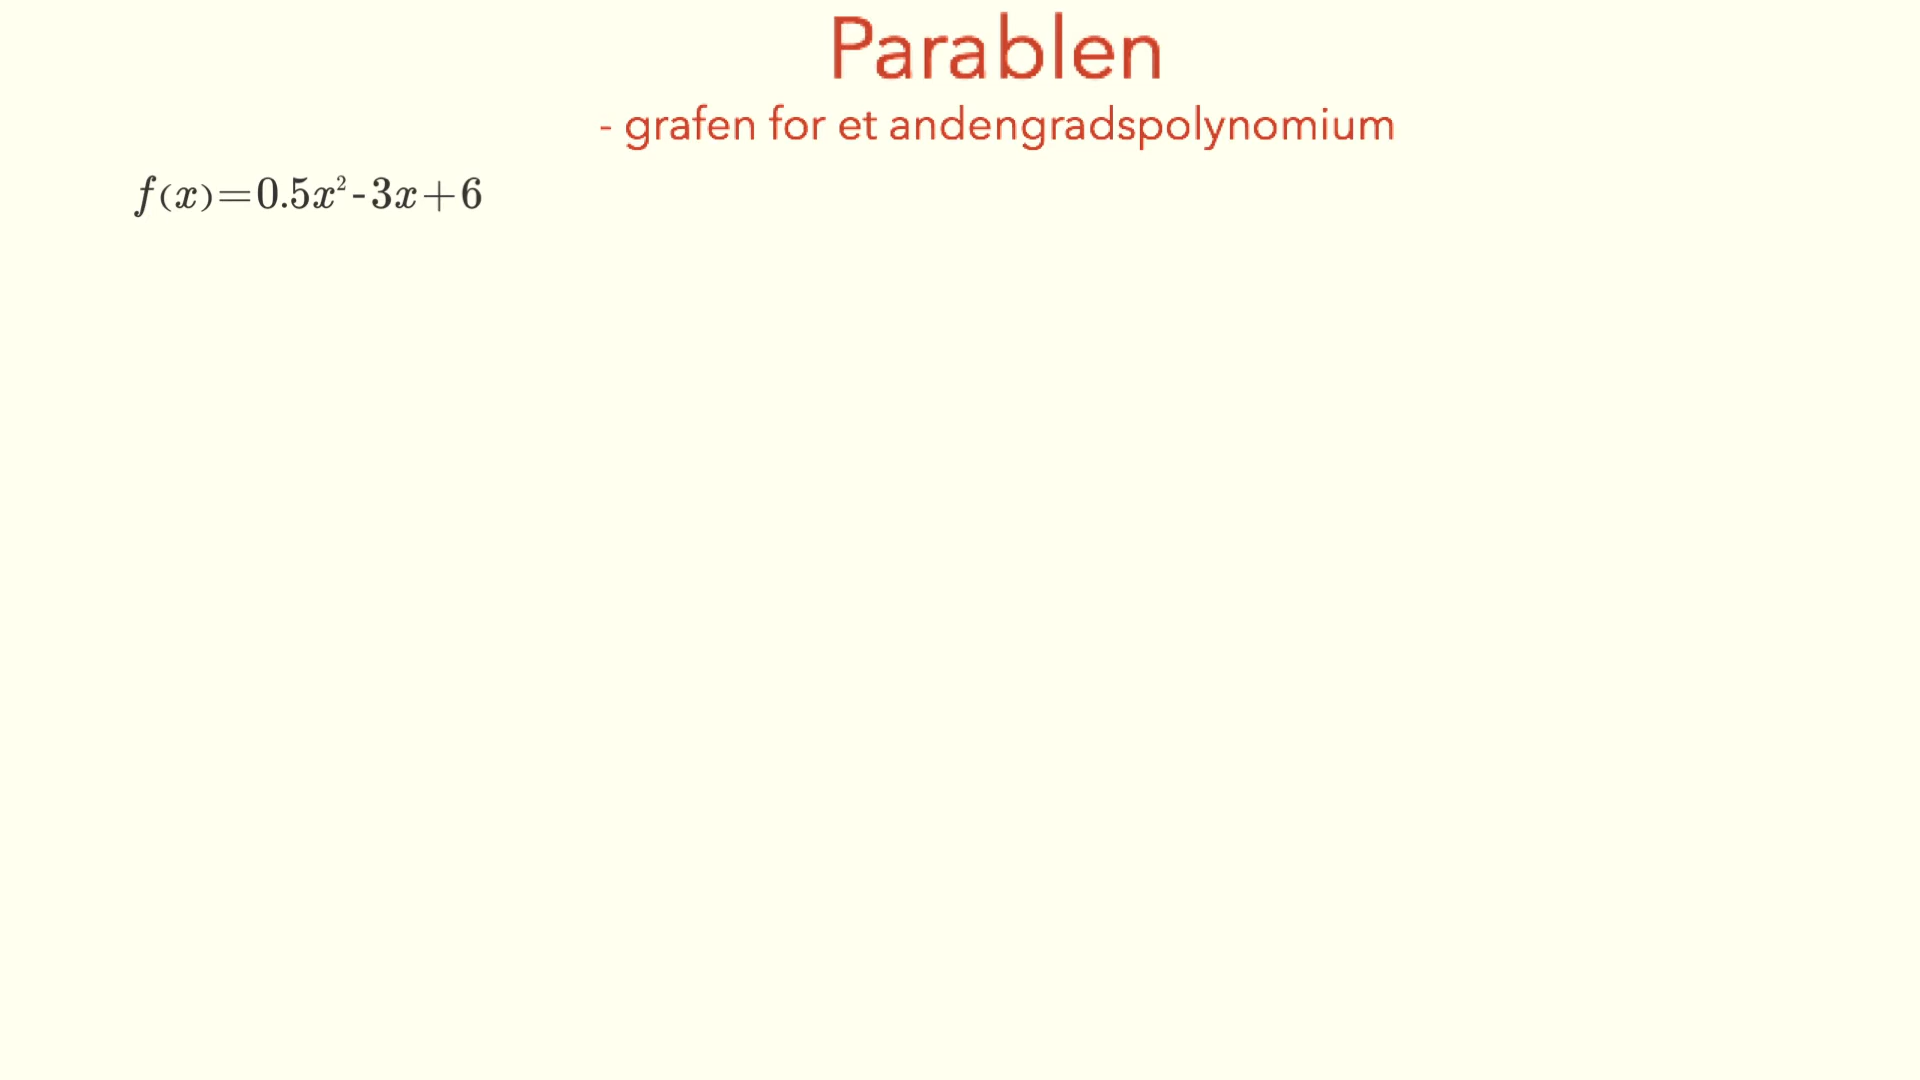 Parablen
- grafen for et andengradspolynomium
f(x)=0.5x²-3x+6